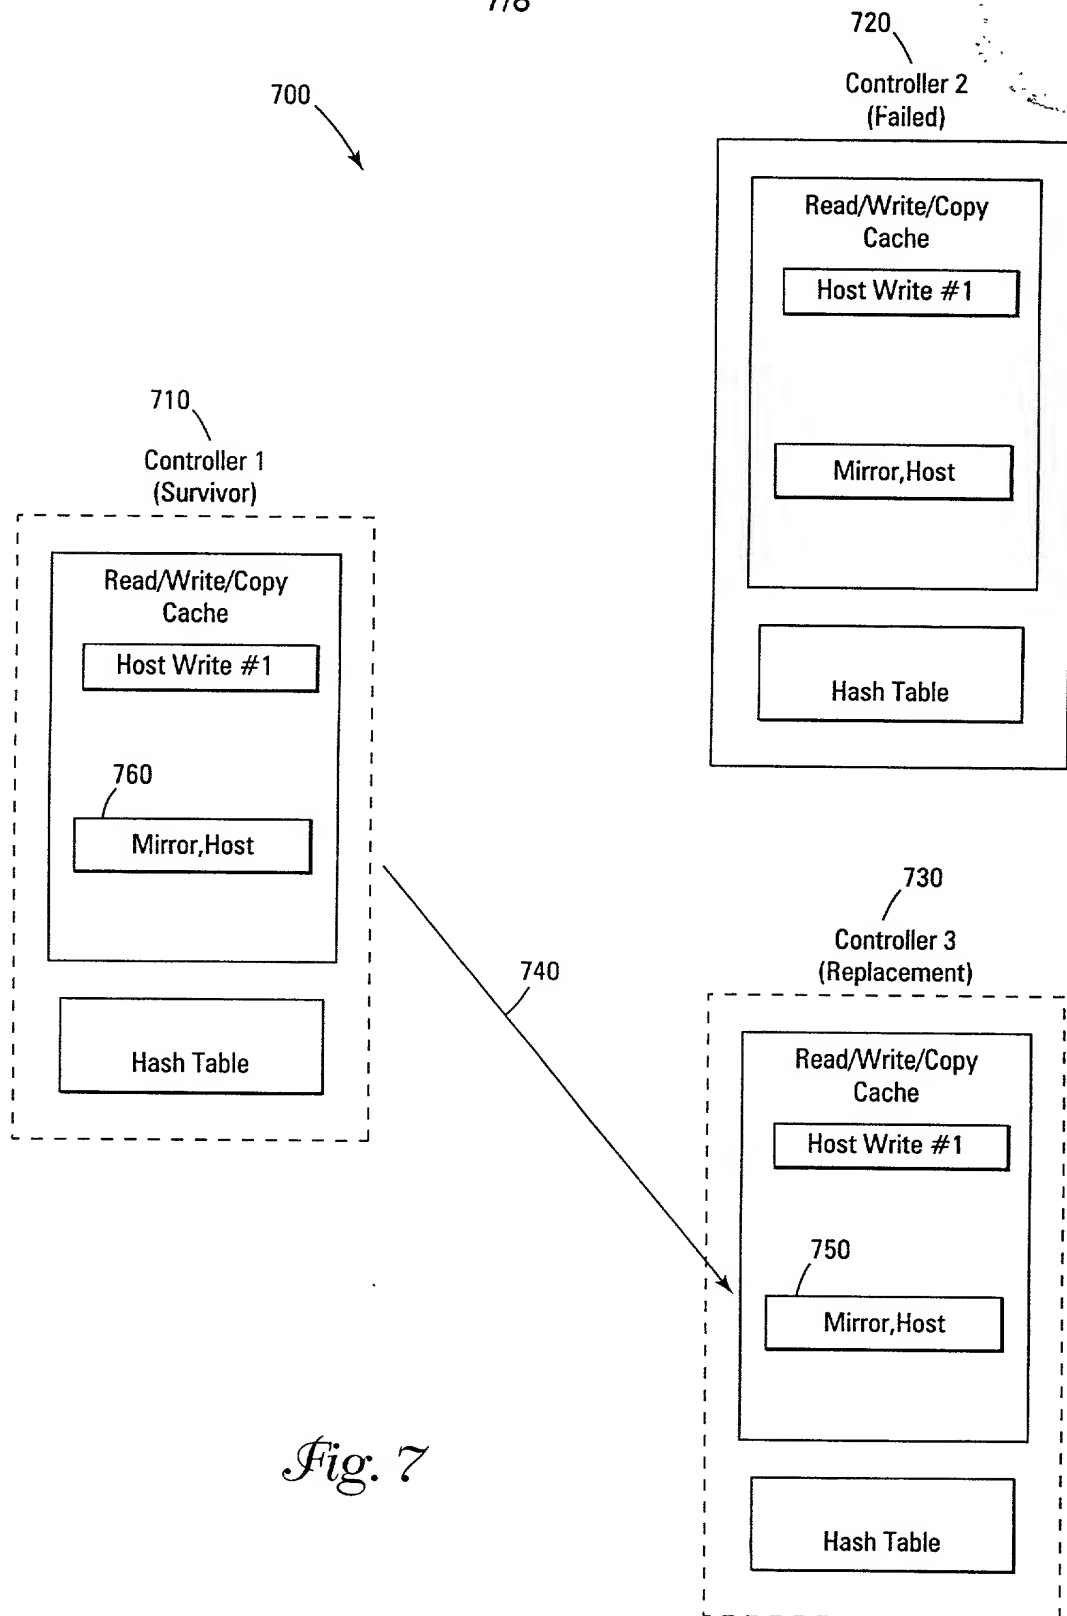 7/8
720
Controller 2
(Failed)
700
Read/Write/Copy
Cache
Host Write #1
Mirror,Host
Hash Table
710
Controller 1
(Survivor)
Read/Write/Copy
Cache
Host Write #1
760
Mirror,Host
Hash Table
740
730
Controller 3
(Replacement)
Read/Write/Copy
Cache
Host Write #1
750
Mirror,Host
Hash Table
Fig. 7